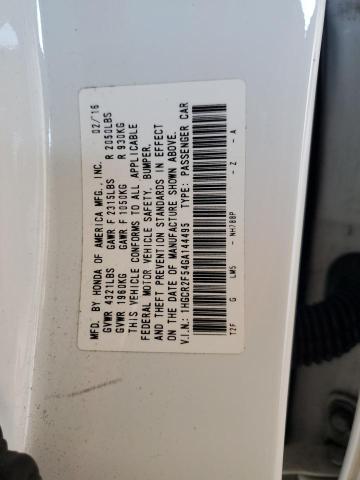 MFD. BY HONDA OF AMERICA MFG., INC. 02/16
GVWR 4321LBS GAWR F 2315LBS R 2050LBS
GVWR 1960KG GAWR F 1050KG R 930KG
THIS VEHICLE CONFORMS TO ALL APPLICABLE
FEDERAL MOTOR VEHICLE SAFETY, BUMPER,
AND THEFT PREVENTION STANDARDS IN EFFECT
ON THE DATE OF MANUFACTURE SHOWN ABOVE.
V.I.N.: 1HGCR2F54GA144495 TYPE: PASSENGER CAR
T2F G LM5 - NH788P - Z - A